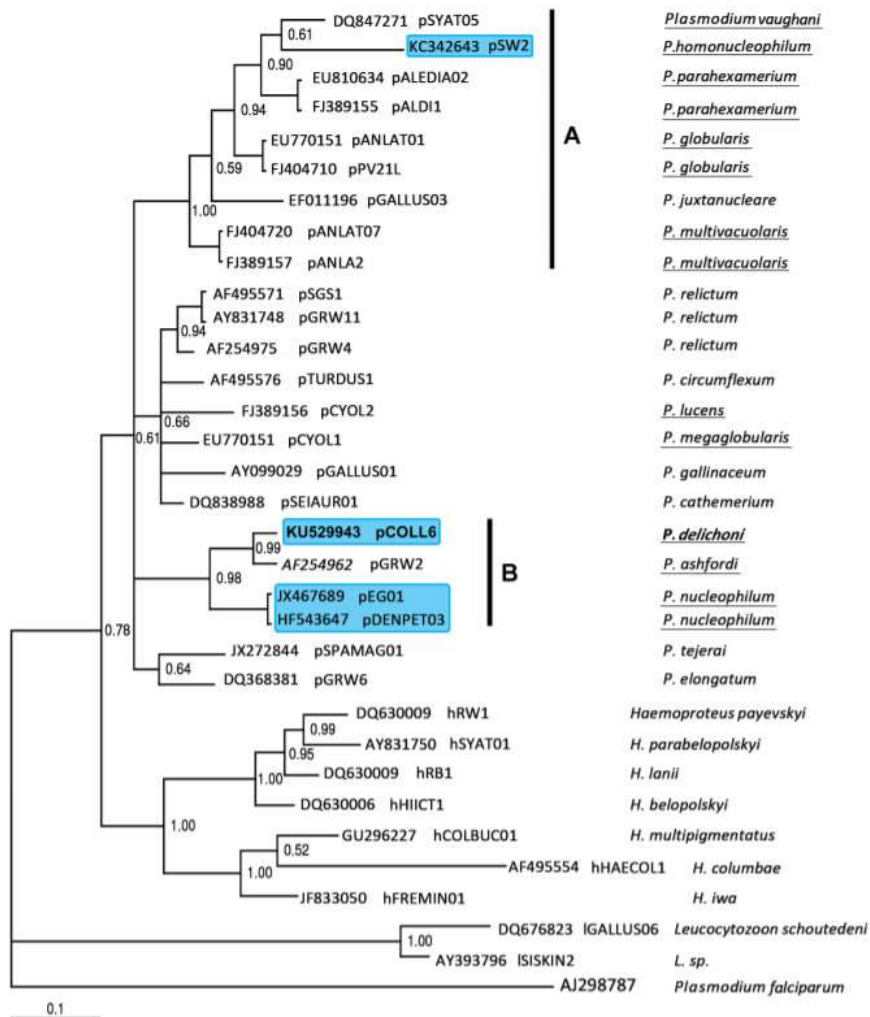 DQ847271 pSYAT05 Plasmodium vaughani
0.61
KC342643 pSW2 P.homonucleophilum
0.90
EU810634 pALEDIA02 P.parahexamerium
0.94
FJ389155 pALDI1 P.parahexamerium
A
EU770151 pANLAT01 P. globularis
0.59
FJ404710 pPV21L P. globularis
EF011196 pGALLUS03 P. juxtanucleare
1.00
FJ404720 pANLAT07 P. multivacuolaris
FJ389157 pANLA2 P. multivacuolaris
AF495571 pSGS1 P. relictum
AY831748 pGRW11 P. relictum
0.94
AF254975 pGRW4 P. relictum
AF495576 pTURDUS1 P. circumflexum
FJ389156 pCYOL2 P. lucens
0.66
0.61
EU770151 pCYOL1 P. megaglobularis
AY099029 pGALLUS01 P. gallinaceum
DQ838988 pSEIAUR01 P. cathemerium
KU529943 pCOLL6 P. delichoni
0.99
AF254962 pGRW2 P. ashfordi
B
0.98
JX467689 pEG01 P. nucleophilum
HF543647 pDENPET03 P. nucleophilum
0.78
JX272844 pSPAMAG01 P. tejerai
0.64
DQ368381 pGRW6 P. elongatum
DQ630009 hRW1 Haemoproteus payevskyi
0.99
AY831750 hSYAT01 H. parabelopolskyi
0.95
DQ630009 hRB1 H. lanii
1.00
DQ630006 hHIICT1 H. belopolskyi
1.00
GU296227 hCOLBUC01 H. multipigmentatus
0.52
AF495554 hHAECOL1 H. columbae
1.00
JF833050 hFREMIN01 H. iwa
DQ676823 lGALLUS06 Leucocytozoon schoutedeni
1.00
AY393796 lSISKIN2 L. sp.
AJ298787 Plasmodium falciparum
0.1